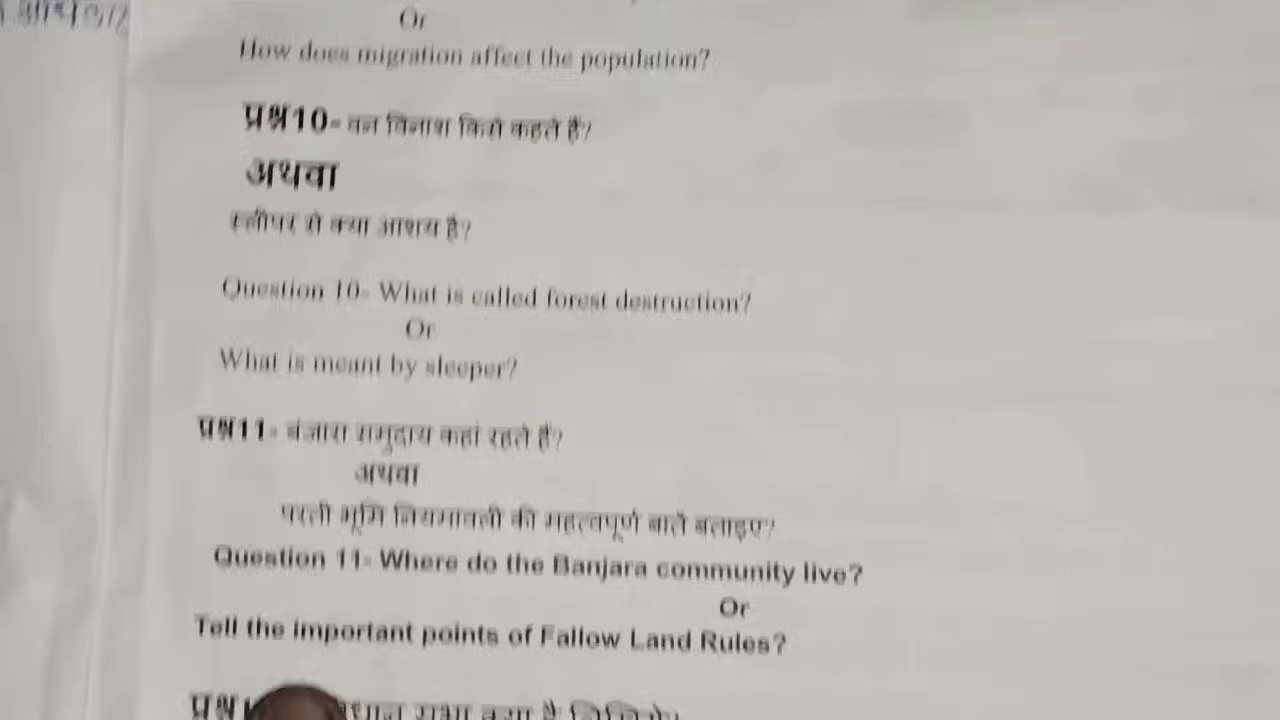 Or
How does migration affect the population?
प्रश्न10- वन विनाश किसे कहते हैं?
अथवा
स्लीपर से क्या आशय है?
Question 10- What is called forest destruction?
Or
What is meant by sleeper?
प्रश्न11- बंजारा समुदाय कहां रहते हैं?
अथवा
परती भूमि नियमावली की महत्वपूर्ण बाते बताइए?
Question 11- Where do the Banjara community live?
Or
Tell the important points of Fallow Land Rules?
सभा क्या है